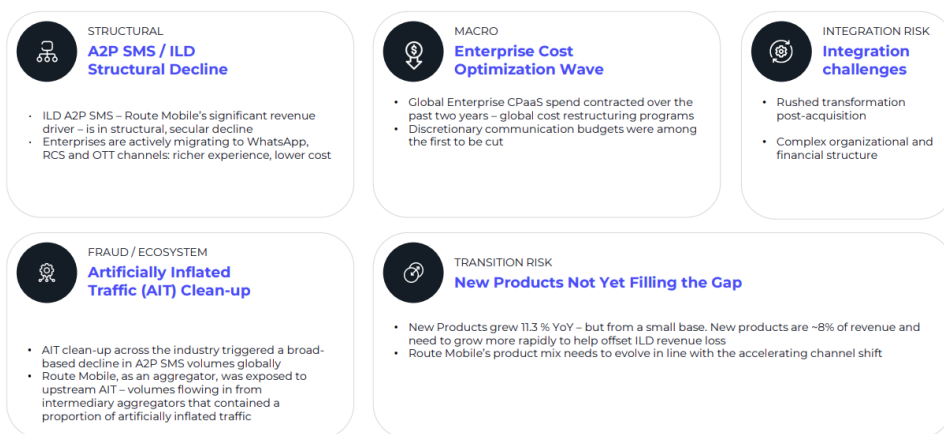 STRUCTURAL
A2P SMS / ILD
Structural Decline
• ILD A2P SMS – Route Mobile's significant revenue
driver – is in structural, secular decline
• Enterprises are actively migrating to WhatsApp,
RCS and OTT channels: richer experience, lower cost
MACRO
Enterprise Cost
Optimization Wave
• Global Enterprise CPaaS spend contracted over the
past two years – global cost restructuring programs
• Discretionary communication budgets were among
the first to be cut
INTEGRATION RISK
Integration
challenges
• Rushed transformation
post-acquisition
• Complex organizational and
financial structure
FRAUD / ECOSYSTEM
Artificially Inflated
Traffic (AIT) Clean-up
• AIT clean-up across the industry triggered a broad-
based decline in A2P SMS volumes globally
• Route Mobile, as an aggregator, was exposed to
upstream AIT – volumes flowing in from
intermediary aggregators that contained a
proportion of artificially inflated traffic
TRANSITION RISK
New Products Not Yet Filling the Gap
• New Products grew 11.3 % YoY – but from a small base. New products are ~8% of revenue and
need to grow more rapidly to help offset ILD revenue loss
• Route Mobile's product mix needs to evolve in line with the accelerating channel shift